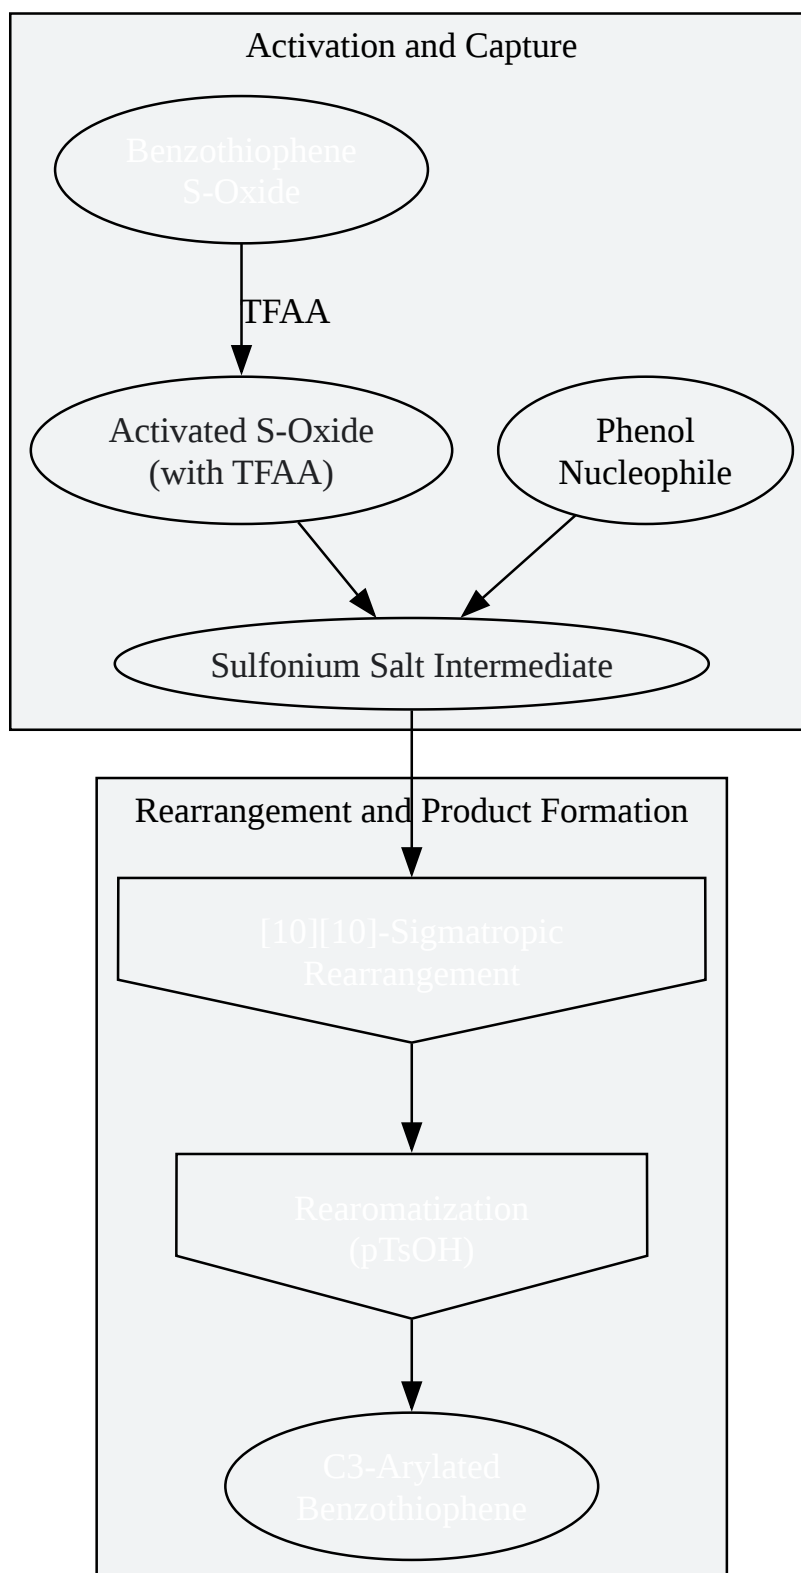 Activation and Capture
Benzothiophene
S-Oxide
TFAA
Activated S-Oxide
(with TFAA)
Phenol
Nucleophile
Sulfonium Salt Intermediate
Rearrangement and Product Formation
[10][10]-Sigmatropic
Rearrangement
Rearomatization
(pTsOH)
C3-Arylated
Benzothiophene